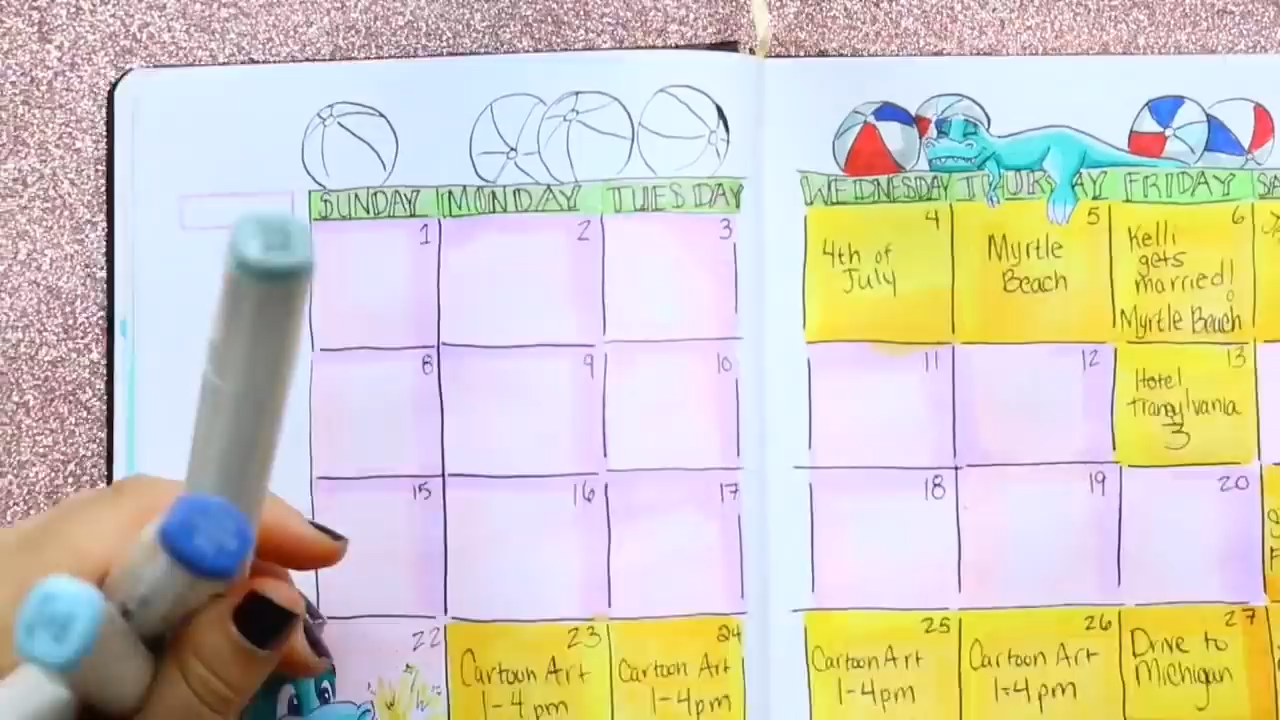 SUNDAY MONDAY TUESDAY WEDNESDAY THURSDAY FRIDAY
1 2 3 4 5 6
4th of
July
Myrtle
Beach
Kelli
gets
married!
Myrtle Beach
8 9 10 11 12 13
Hotel
Transylvania
3
15 16 17 18 19 20
22 23 24 25 26 27
Cartoon Art
1-4pm
Cartoon Art
1-4pm
Cartoon Art
1-4pm
Cartoon Art
1-4pm
Drive to
Michigan